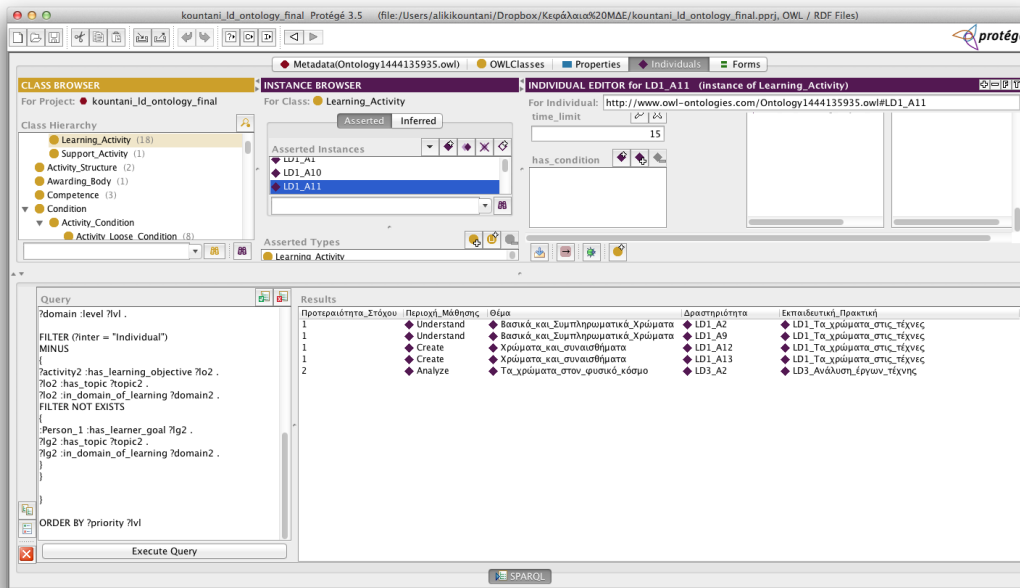 kountani_ld_ontology_final Protégé 3.5 (file:/Users/alikikountani/Dropbox/Κεφάλαια%20ΜΔΕ/kountani_ld_ontology_final.pprj, OWL / RDF Files)
protégé
Metadata(Ontology1444135935.owl) OWLClasses Properties Individuals Forms
CLASS BROWSER
For Project: kountani_ld_ontology_final
Class Hierarchy
Learning_Activity (18)
Support_Activity (1)
Activity_Structure (2)
Awarding_Body (1)
Competence (3)
Condition
Activity_Condition
Activity_Loose_Condition (8)
INSTANCE BROWSER
For Class: Learning_Activity
Asserted Inferred
Asserted Instances
LD1_A1
LD1_A10
LD1_A11
Asserted Types
Learning_Activity
INDIVIDUAL EDITOR for LD1_A11 (instance of Learning_Activity)
For Individual: http://www.owl-ontologies.com/Ontology1444135935.owl#LD1_A11
time_limit
15
has_condition
Query
?domain :level ?lvl .
FILTER (?inter = "Individual")
MINUS
{
?activity2 :has_learning_objective ?lo2 .
?lo2 :has_topic ?topic2 .
?lo2 :in_domain_of_learning ?domain2 .
FILTER NOT EXISTS
{
:Person_1 :has_learner_goal ?lg2 .
?lg2 :has_topic ?topic2 .
?lg2 :in_domain_of_learning ?domain2 .
}
}
}
ORDER BY ?priority ?lvl
Execute Query
Results
Προτεραιότητα_Στόχου Περιοχή_Μάθησης Θέμα Δραστηριότητα Εκπαιδευτική_Πρακτική
1 Understand Βασικά_και_Συμπληρωματικά_Χρώματα LD1_A2 LD1_Τα_χρώματα_στις_τέχνες
1 Understand Βασικά_και_Συμπληρωματικά_Χρώματα LD1_A9 LD1_Τα_χρώματα_στις_τέχνες
1 Create Χρώματα_και_συναισθήματα LD1_A12 LD1_Τα_χρώματα_στις_τέχνες
1 Create Χρώματα_και_συναισθήματα LD1_A13 LD1_Τα_χρώματα_στις_τέχνες
2 Analyze Τα_χρώματα_στον_φυσικό_κόσμο LD3_A2 LD3_Ανάλυση_έργων_τέχνης
SPARQL